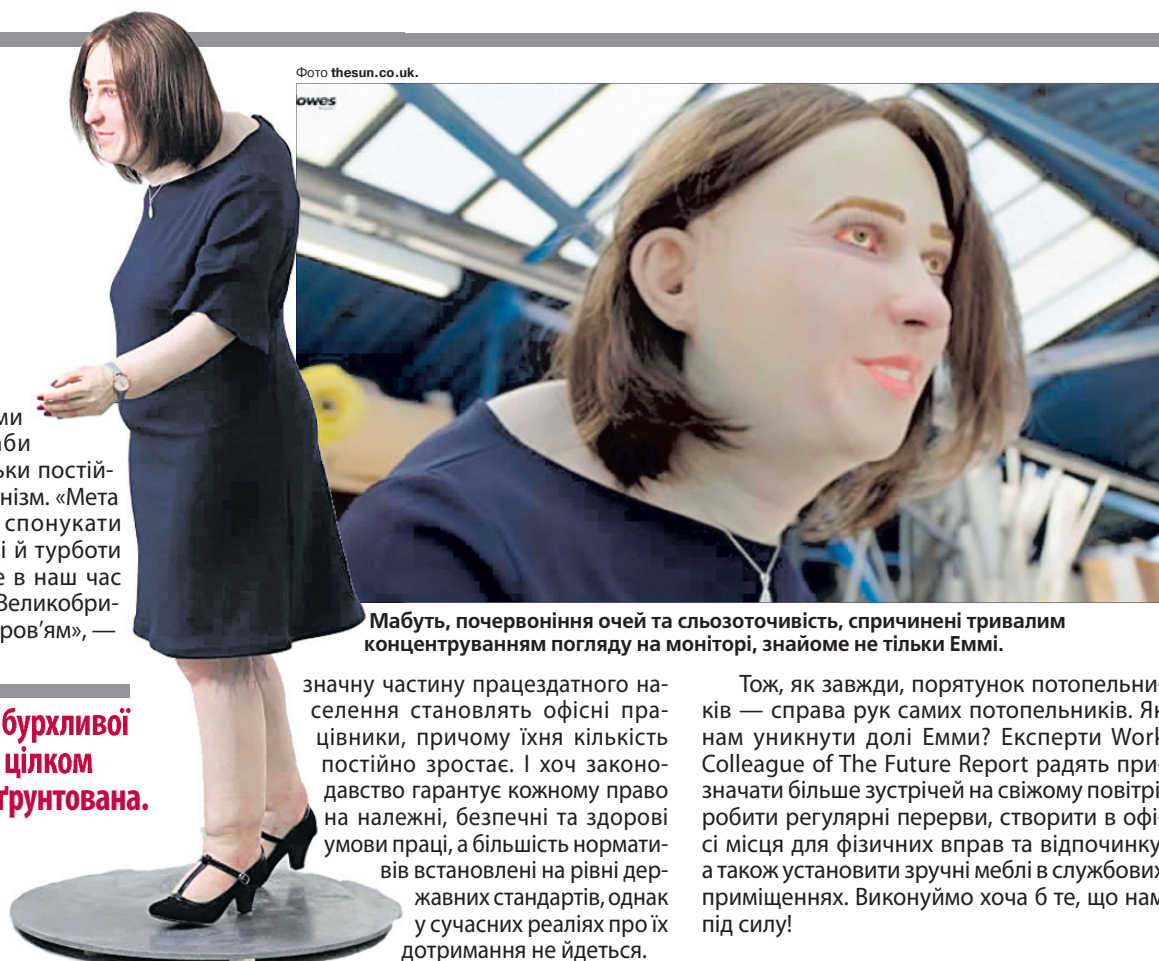 Фото thesun.co.uk.
owes
ми
аби
ьки постій-
нізм. «Мета
спонукати
і й турботи
е в наш час
Великобри-
ров'ям», —
бурхливої
цілком
ґрунтована.
Мабуть, почервоніння очей та сльозоточивість, спричинені тривалим
концентруванням погляду на моніторі, знайоме не тільки Еммі.
значну частину працездатного на-
селення становлять офісні пра-
цівники, причому їхня кількість
постійно зростає. І хоч законо-
давство гарантує кожному право
на належні, безпечні та здорові
умови праці, а більшість нормати-
вів встановлені на рівні дер-
жавних стандартів, однак
у сучасних реаліях про їх
дотримання не йдеться.
Тож, як завжди, порятунок потопельни-
ків — справа рук самих потопельників. Як
нам уникнути долі Емми? Експерти Work
Colleague of The Future Report радять при-
значати більше зустрічей на свіжому повітрі
робити регулярні перерви, створити в офі-
сі місця для фізичних вправ та відпочинку
а також установити зручні меблі в службових
приміщеннях. Виконуймо хоча б те, що нам
під силу!